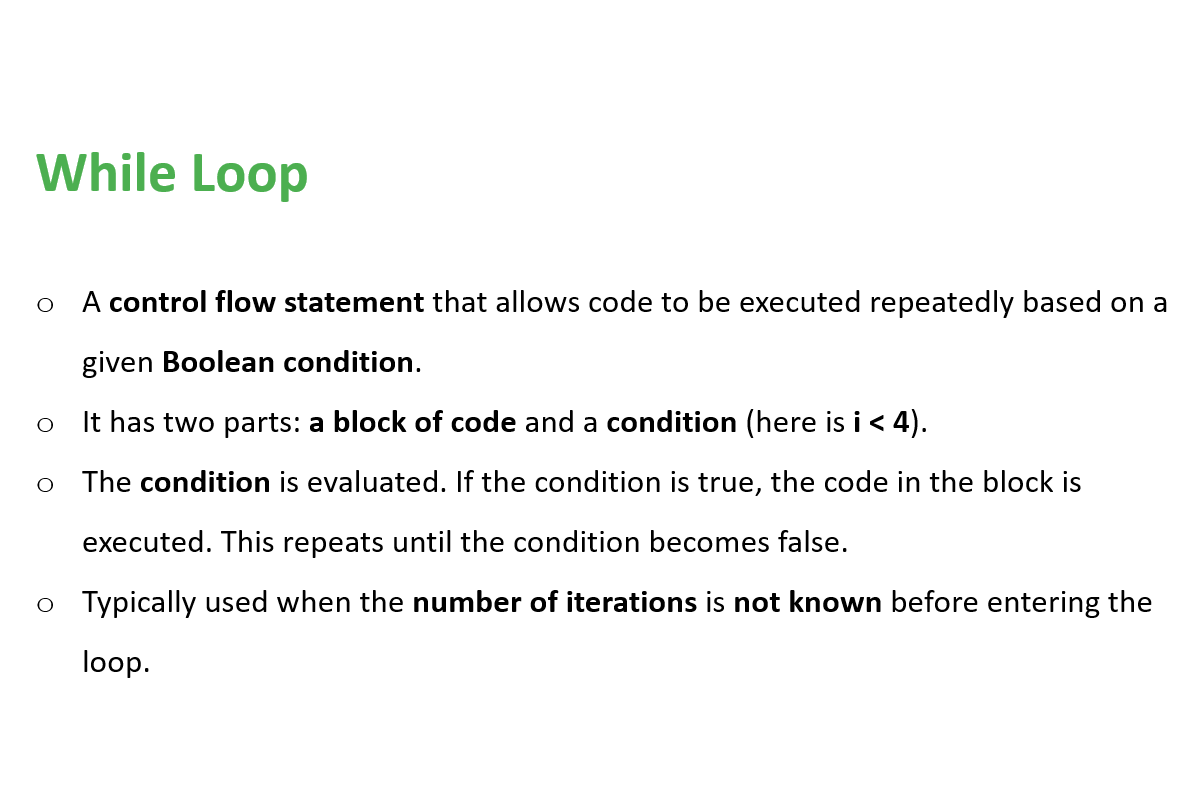 While Loop
○ A control flow statement that allows code to be executed repeatedly based on a
given Boolean condition.
○ It has two parts: a block of code and a condition (here is i < 4).
○ The condition is evaluated. If the condition is true, the code in the block is
executed. This repeats until the condition becomes false.
○ Typically used when the number of iterations is not known before entering the
loop.